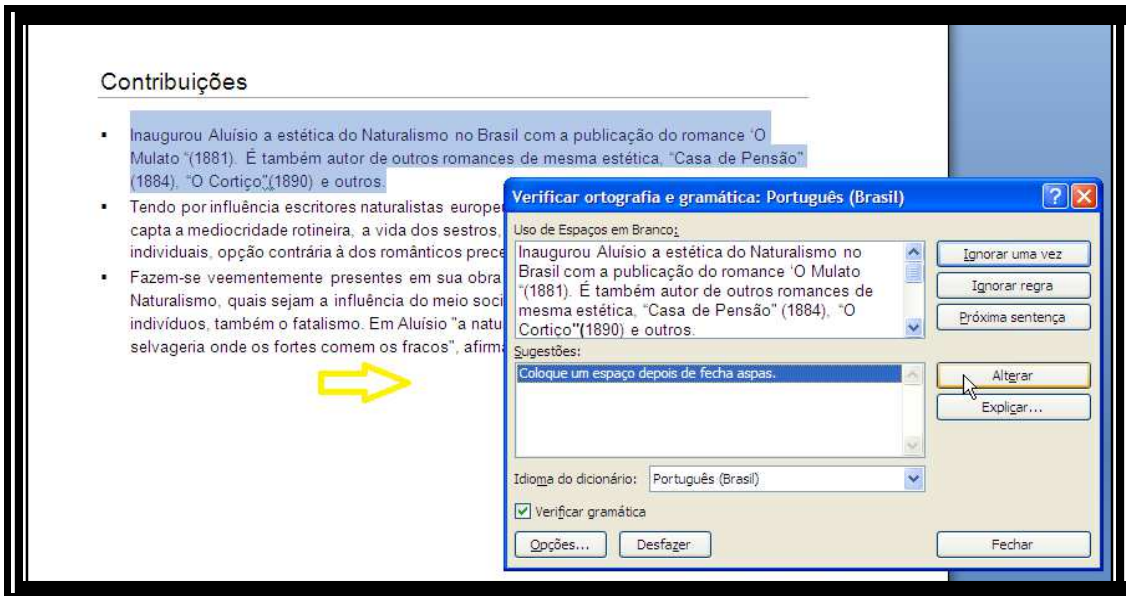 Contribuições
▪ Inaugurou Aluísio a estética do Naturalismo no Brasil com a publicação do romance ‘O
Mulato “(1881). É também autor de outros romances de mesma estética, “Casa de Pensão”
(1884), “O Cortiço”(1890) e outros.
▪ Tendo por influência escritores naturalistas europe
capta a mediocridade rotineira, a vida dos sestros,
individuais, opção contrária à dos românticos prece
▪ Fazem-se veementemente presentes em sua obra
Naturalismo, quais sejam a influência do meio soci
indivíduos, também o fatalismo. Em Aluísio "a natu
selvageria onde os fortes comem os fracos", afirma
Verificar ortografia e gramática: Português (Brasil)
Uso de Espaços em Branco:
Inaugurou Aluísio a estética do Naturalismo no
Brasil com a publicação do romance ‘O Mulato
“(1881). É também autor de outros romances de
mesma estética, “Casa de Pensão” (1884), “O
Cortiço”(1890) e outros.
Ignorar uma vez
Ignorar regra
Próxima sentença
Sugestões:
Coloque um espaço depois de fecha aspas.
Alterar
Explicar...
Idioma do dicionário: Português (Brasil)
Verificar gramática
Opções... Desfazer Fechar